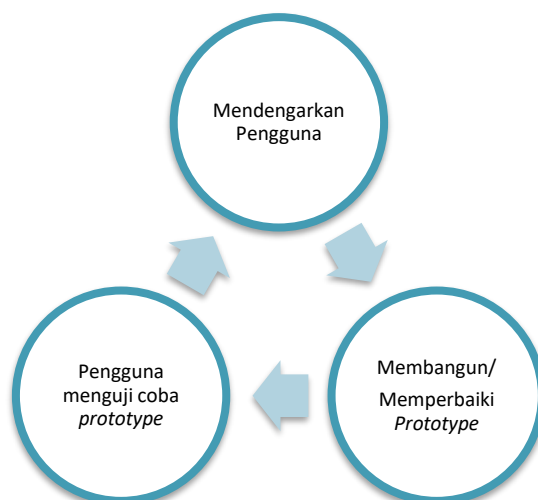 Mendengarkan
Pengguna
Membangun/
Memperbaiki
Prototype
Pengguna
menguji coba
prototype